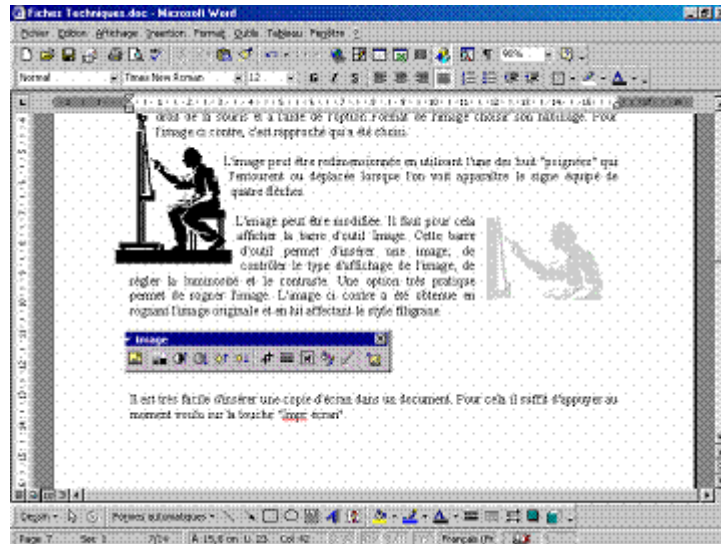 Fiches Techniques.doc - Microsoft Word
Fichier Edition Affichage Insertion Format Outils Tableau Fenêtre ?
90%
Normal Times New Roman 12 G I S
droit de la souris et à l'aide de l'option Format de l'image choisir son habillage. Pour
l'image ci contre, c'est rapproché qui a été choisi.
L'image peut être redimensionnée en utilisant l'une des huit "poignées" qui
l'entourent ou déplacée lorsque l'on voit apparaître le signe équipé de
quatre flèches.
L'image peut être modifiée. Il faut pour cela
afficher la barre d'outil Image. Cette barre
d'outil permet d'insérer une image, de
contrôler le type d'affichage de l'image, de
régler la luminosité et le contraste. Une option très pratique
permet de rogner l'image. L'image ci contre a été obtenue en
rognant l'image originale et en lui affectant le style filigrane.
Image
Il est très facile d'insérer une copie d'écran dans un document. Pour cela il suffit d'appuyer au
moment voulu sur la touche "Impr écran".
Dessin Formes automatiques
Page 7 Sec 1 7/14 À 15,6 cm Li 23 Col 42 Français (Fr